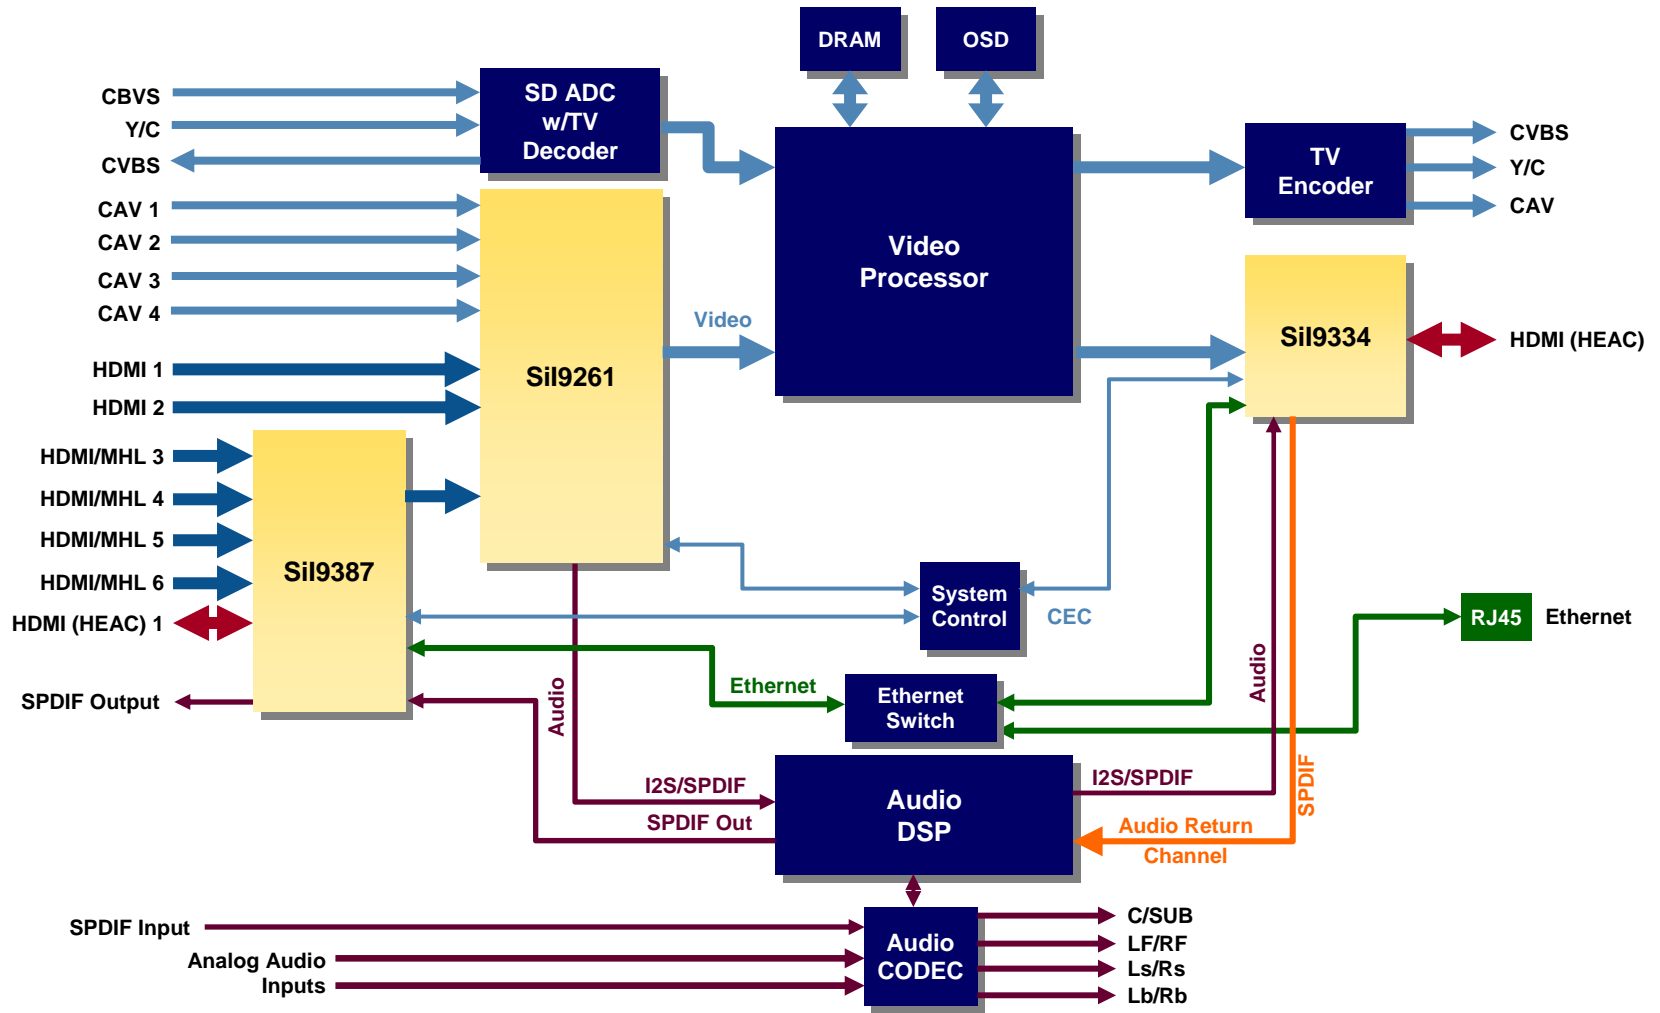 DRAM
OSD
CBVS
Y/C
CVBS
SD ADC
w/TV
Decoder
CVBS
Y/C
CAV
TV
Encoder
CAV 1
CAV 2
CAV 3
CAV 4
Video
Processor
Video
SiI9261
SiI9334
HDMI (HEAC)
HDMI 1
HDMI 2
HDMI/MHL 3
HDMI/MHL 4
HDMI/MHL 5
HDMI/MHL 6
HDMI (HEAC) 1
SiI9387
System
Control
CEC
RJ45
Ethernet
SPDIF Output
Ethernet
Ethernet
Switch
Audio
Audio
SPDIF
I2S/SPDIF
SPDIF Out
Audio
DSP
I2S/SPDIF
Audio Return
Channel
SPDIF Input
Analog Audio
Inputs
Audio
CODEC
C/SUB
LF/RF
Ls/Rs
Lb/Rb